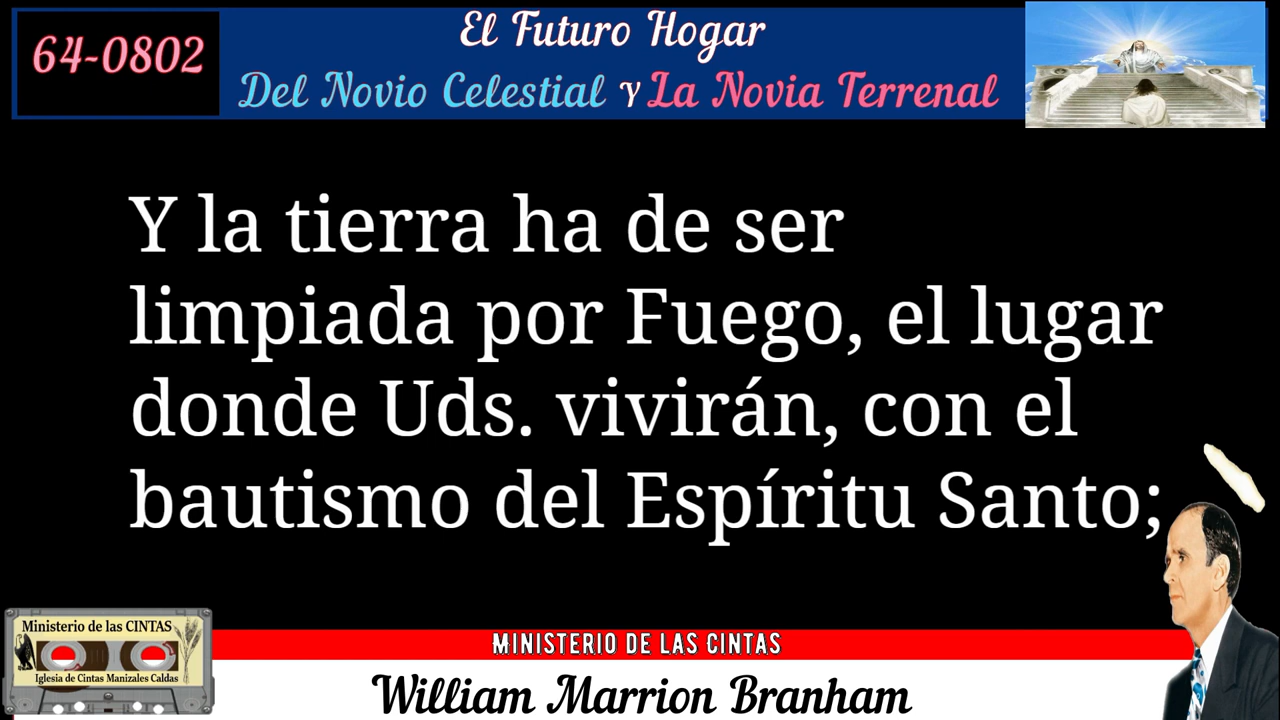 64-0802
El Futuro Hogar
Del Novio Celestial Y La Novia Terrenal
Y la tierra ha de ser
limpiada por Fuego, el lugar
donde Uds. vivirán, con el
bautismo del Espíritu Santo;
Ministerio de las CINTAS
Iglesia de Cintas Manizales Caldas
MINISTERIO DE LAS CINTAS
William Marrion Branham